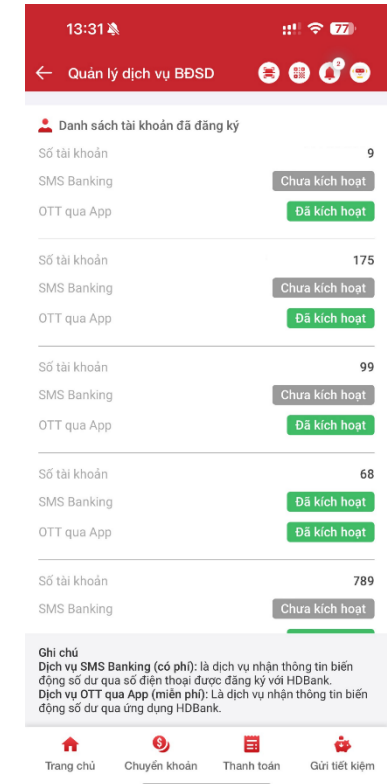 13:31
77
Quản lý dịch vụ BĐSD
2
Danh sách tài khoản đã đăng ký
Số tài khoản 9
SMS Banking Chưa kích hoạt
OTT qua App Đã kích hoạt
Số tài khoản 175
SMS Banking Chưa kích hoạt
OTT qua App Đã kích hoạt
Số tài khoản 99
SMS Banking Chưa kích hoạt
OTT qua App Đã kích hoạt
Số tài khoản 68
SMS Banking Đã kích hoạt
OTT qua App Đã kích hoạt
Số tài khoản 789
SMS Banking Chưa kích hoạt
Ghi chú
Dịch vụ SMS Banking (có phí): là dịch vụ nhận thông tin biến
động số dư qua số điện thoại được đăng ký với HDBank.
Dịch vụ OTT qua App (miễn phí): Là dịch vụ nhận thông tin biến
động số dư qua ứng dụng HDBank.
Trang chủ Chuyển khoản Thanh toán Gửi tiết kiệm